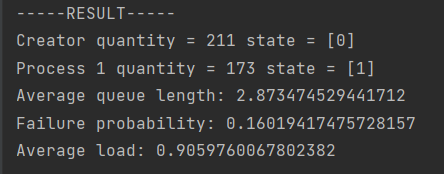 -----RESULT-----
Creator quantity = 211 state = [0]
Process 1 quantity = 173 state = [1]
Average queue length: 2.873474529441712
Failure probability: 0.16019417475728157
Average load: 0.9059760067802382